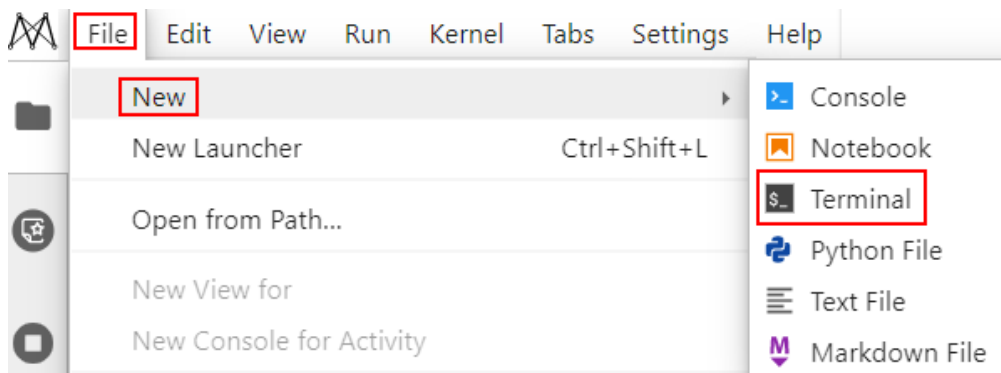 File Edit View Run Kernel Tabs Settings Help
New
New Launcher Ctrl+Shift+L
Open from Path...
New View for
New Console for Activity
Console
Notebook
$_ Terminal
Python File
Text File
M Markdown File